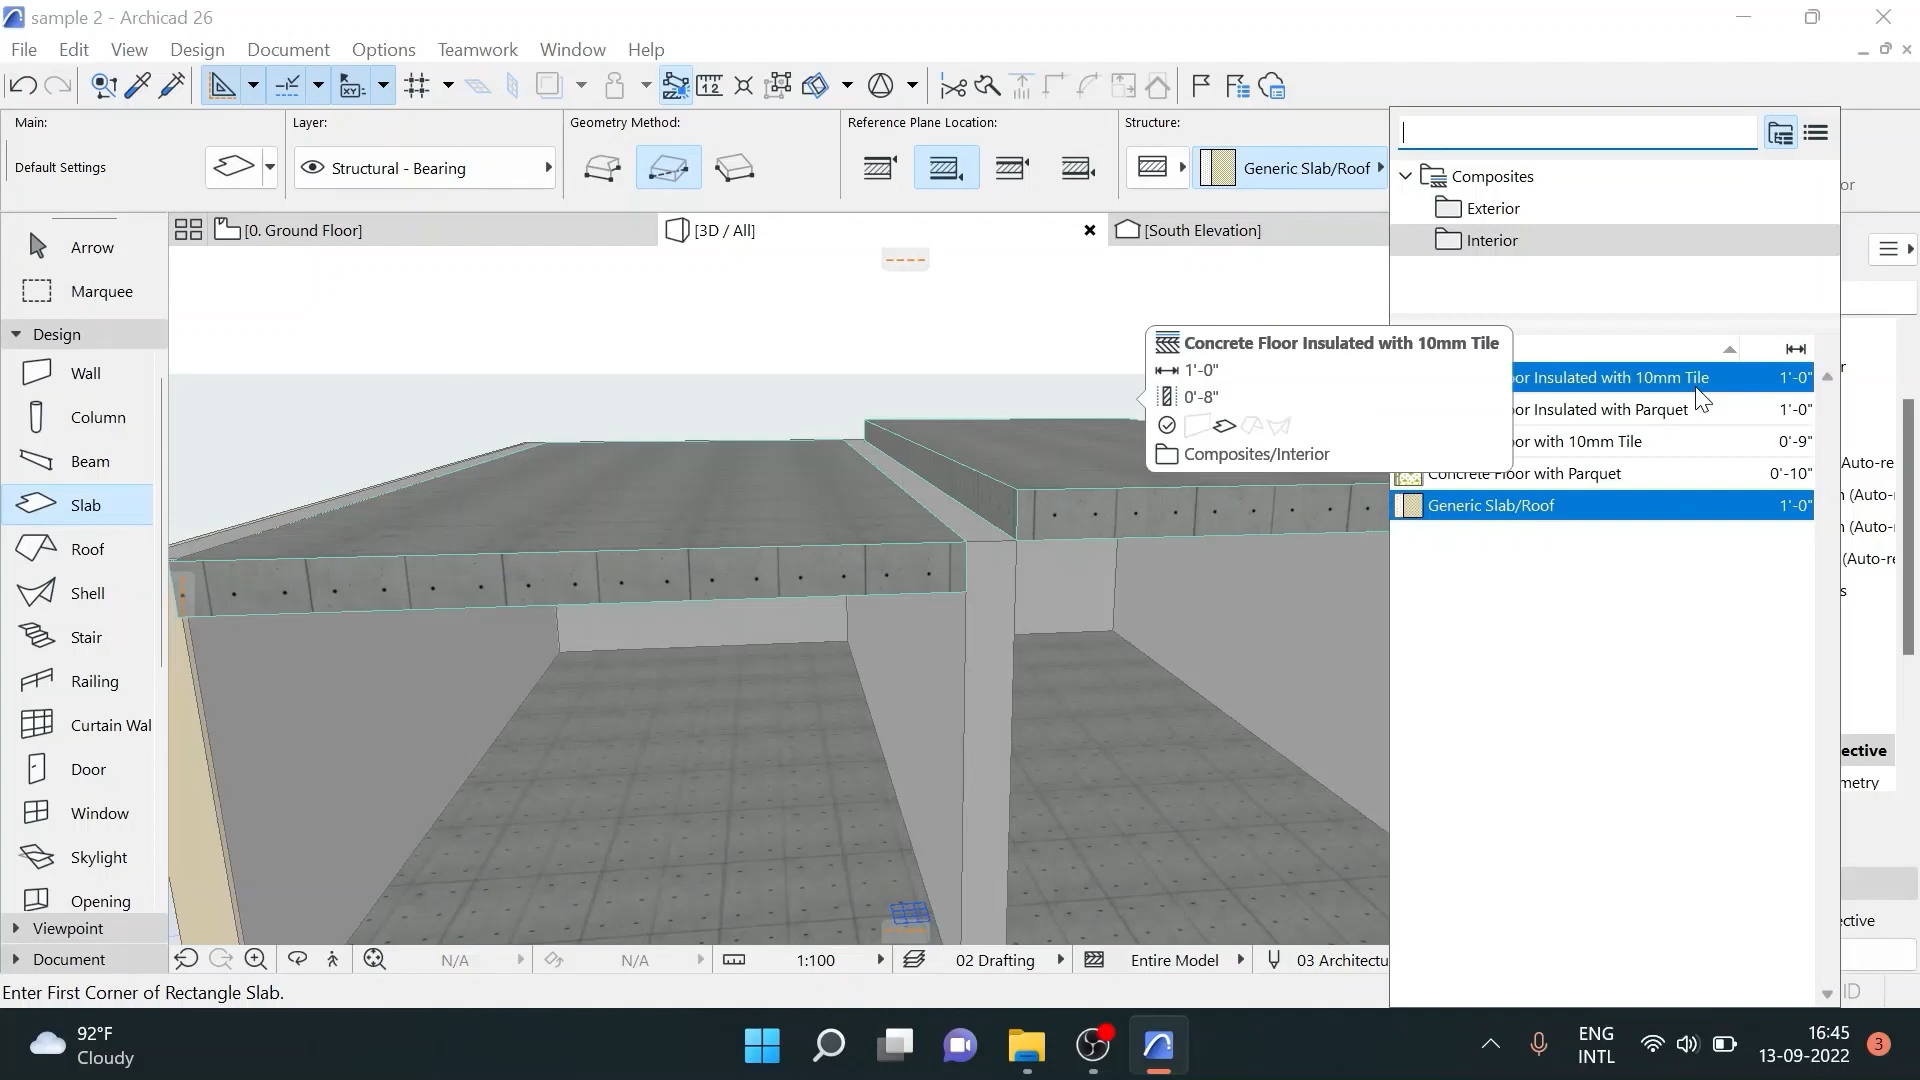 sample 2 - Archicad 26
File Edit View Design Document Options Teamwork Window Help
Main:
Layer:
Geometry Method:
Reference Plane Location:
Structure:
Default Settings
Structural - Bearing
Generic Slab/Roof
[0. Ground Floor]
[3D / All]
[South Elevation]
Arrow
Marquee
Design
Wall
Column
Beam
Slab
Roof
Shell
Stair
Railing
Curtain Wal
Door
Window
Skylight
Opening
Viewpoint
Document
Composites
Exterior
Interior
Concrete Floor Insulated with 10mm Tile
1'-0"
0'-8"
Composites/Interior
oor Insulated with 10mm Tile 1'-0"
oor Insulated with Parquet 1'-0"
oor with 10mm Tile 0'-9"
Concrete Floor with Parquet 0'-10"
Generic Slab/Roof 1'-0"
or
r
Auto-re
n (Auto-r
n (Auto-r
(Auto-re
s
ective
metry
ective
ID
N/A
N/A
1:100
02 Drafting
Entire Model
03 Architectu
Enter First Corner of Rectangle Slab.
92°F
Cloudy
ENG
INTL
16:45
13-09-2022
3